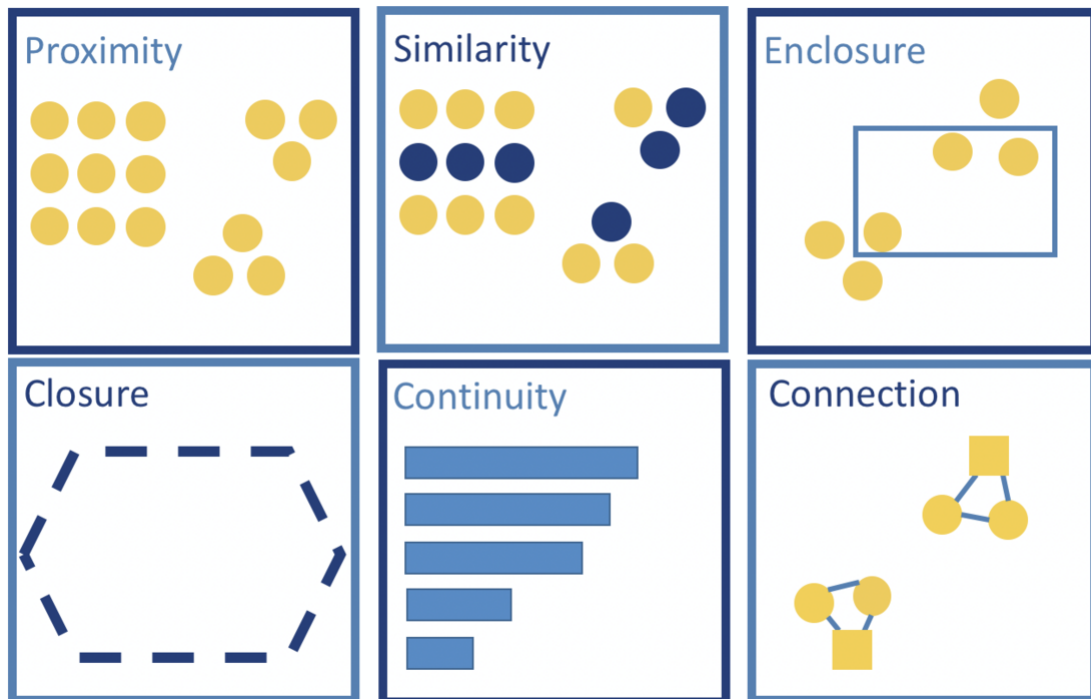 Proximity
Similarity
Enclosure
Closure
Continuity
Connection